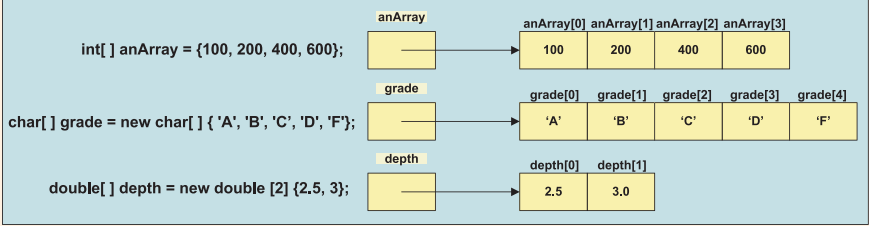 anArray
anArray[0] anArray[1] anArray[2] anArray[3]
int[ ] anArray = {100, 200, 400, 600};
100 200 400 600
grade
grade[0] grade[1] grade[2] grade[3] grade[4]
char[ ] grade = new char[ ] { 'A', 'B', 'C’, 'D', 'F'};
‘A’ ‘B’ ‘C’ ‘D’ ‘F’
depth
depth[0] depth[1]
double[ ] depth = new double [2] {2.5, 3};
2.5 3.0